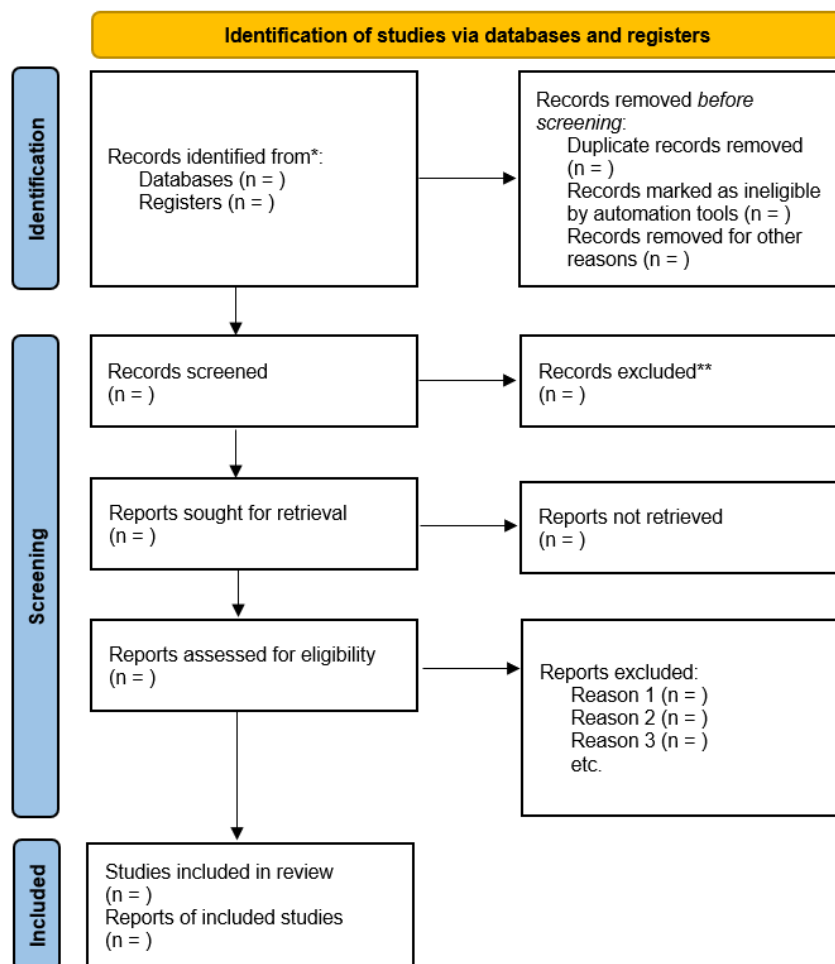 Identification of studies via databases and registers
Identification
Records identified from*:
Databases (n = )
Registers (n = )
Records removed before
screening:
Duplicate records removed
(n = )
Records marked as ineligible
by automation tools (n = )
Records removed for other
reasons (n = )
Screening
Records screened
(n = )
Records excluded**
(n = )
Reports sought for retrieval
(n = )
Reports not retrieved
(n = )
Reports assessed for eligibility
(n = )
Reports excluded:
Reason 1 (n = )
Reason 2 (n = )
Reason 3 (n = )
etc.
Included
Studies included in review
(n = )
Reports of included studies
(n = )